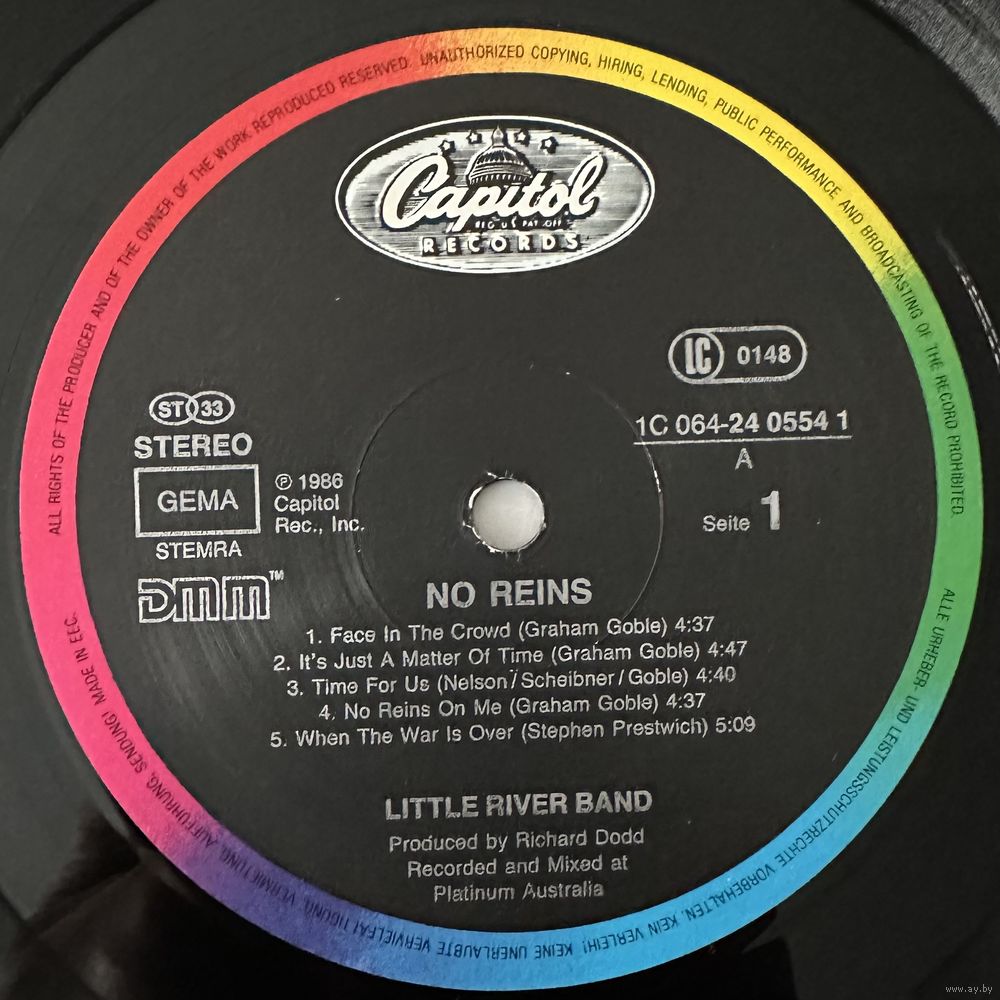 ALL RIGHTS OF THE PRODUCER AND OF THE OWNER OF THE WORK REPRODUCED RESERVED. UNAUTHORIZED COPYING, HIRING, LENDING, PUBLIC PERFORMANCE AND BROADCASTING OF THE RECORD PROHIBITED.
Capitol
REG. U.S. PAT. OFF.
RECORDS
LC 0148
ST 33
STEREO
1C 064-24 0554 1
A
GEMA
STEMRA
℗ 1986
Capitol
Rec., Inc.
Seite 1
DMM™
NO REINS
1. Face In The Crowd (Graham Goble) 4:37
2. It's Just A Matter Of Time (Graham Goble) 4:47
3. Time For Us (Nelson/Scheibner/Goble) 4:40
4. No Reins On Me (Graham Goble) 4:37
5. When The War Is Over (Stephen Prestwich) 5:09
LITTLE RIVER BAND
Produced by Richard Dodd
Recorded and Mixed at
Platinum Australia
ALLE URHEBER- UND LEISTUNGSSCHUTZRECHTE VORBEHALTEN. KEIN VERLEIH! KEINE UNERLAUBTE VERVIELFÄLTIGUNG, VERMIETUNG, AUFFÜHRUNG, SENDUNG! MADE IN EEC.
www.ay.by